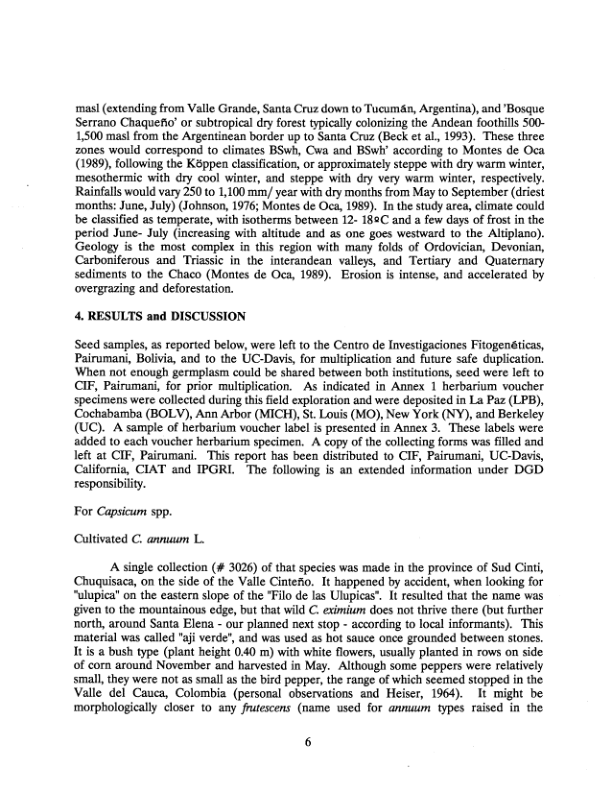 masl (extending from Valle Grande, Santa Cruz down to Tucumán, Argentina), and 'Bosque
Serrano Chaqueño' or subtropical dry forest typically colonizing the Andean foothills 500-
1,500 masl from the Argentinean border up to Santa Cruz (Beck et al., 1993). These three
zones would correspond to climates BSwh, Cwa and BSwh' according to Montes de Oca
(1989), following the Köppen classification, or approximately steppe with dry warm winter,
mesothermic with dry cool winter, and steppe with dry very warm winter, respectively.
Rainfalls would vary 250 to 1,100 mm/ year with dry months from May to September (driest
months: June, July) (Johnson, 1976; Montes de Oca, 1989). In the study area, climate could
be classified as temperate, with isotherms between 12- 18ºC and a few days of frost in the
period June- July (increasing with altitude and as one goes westward to the Altiplano).
Geology is the most complex in this region with many folds of Ordovician, Devonian,
Carboniferous and Triassic in the interandean valleys, and Tertiary and Quaternary
sediments to the Chaco (Montes de Oca, 1989). Erosion is intense, and accelerated by
overgrazing and deforestation.
4. RESULTS and DISCUSSION
Seed samples, as reported below, were left to the Centro de Investigaciones Fitogenéticas,
Pairumani, Bolivia, and to the UC-Davis, for multiplication and future safe duplication.
When not enough germplasm could be shared between both institutions, seed were left to
CIF, Pairumani, for prior multiplication. As indicated in Annex 1 herbarium voucher
specimens were collected during this field exploration and were deposited in La Paz (LPB),
Cochabamba (BOLV), Ann Arbor (MICH), St. Louis (MO), New York (NY), and Berkeley
(UC). A sample of herbarium voucher label is presented in Annex 3. These labels were
added to each voucher herbarium specimen. A copy of the collecting forms was filled and
left at CIF, Pairumani. This report has been distributed to CIF, Pairumani, UC-Davis,
California, CIAT and IPGRI. The following is an extended information under DGD
responsibility.
For Capsicum spp.
Cultivated C. annuum L.
A single collection (# 3026) of that species was made in the province of Sud Cinti,
Chuquisaca, on the side of the Valle Cinteño. It happened by accident, when looking for
"ulupica" on the eastern slope of the "Filo de las Ulupicas". It resulted that the name was
given to the mountainous edge, but that wild C. eximium does not thrive there (but further
north, around Santa Elena - our planned next stop - according to local informants). This
material was called "aji verde", and was used as hot sauce once grounded between stones.
It is a bush type (plant height 0.40 m) with white flowers, usually planted in rows on side
of corn around November and harvested in May. Although some peppers were relatively
small, they were not as small as the bird pepper, the range of which seemed stopped in the
Valle del Cauca, Colombia (personal observations and Heiser, 1964). It might be
morphologically closer to any frutescens (name used for annuum types raised in the
6